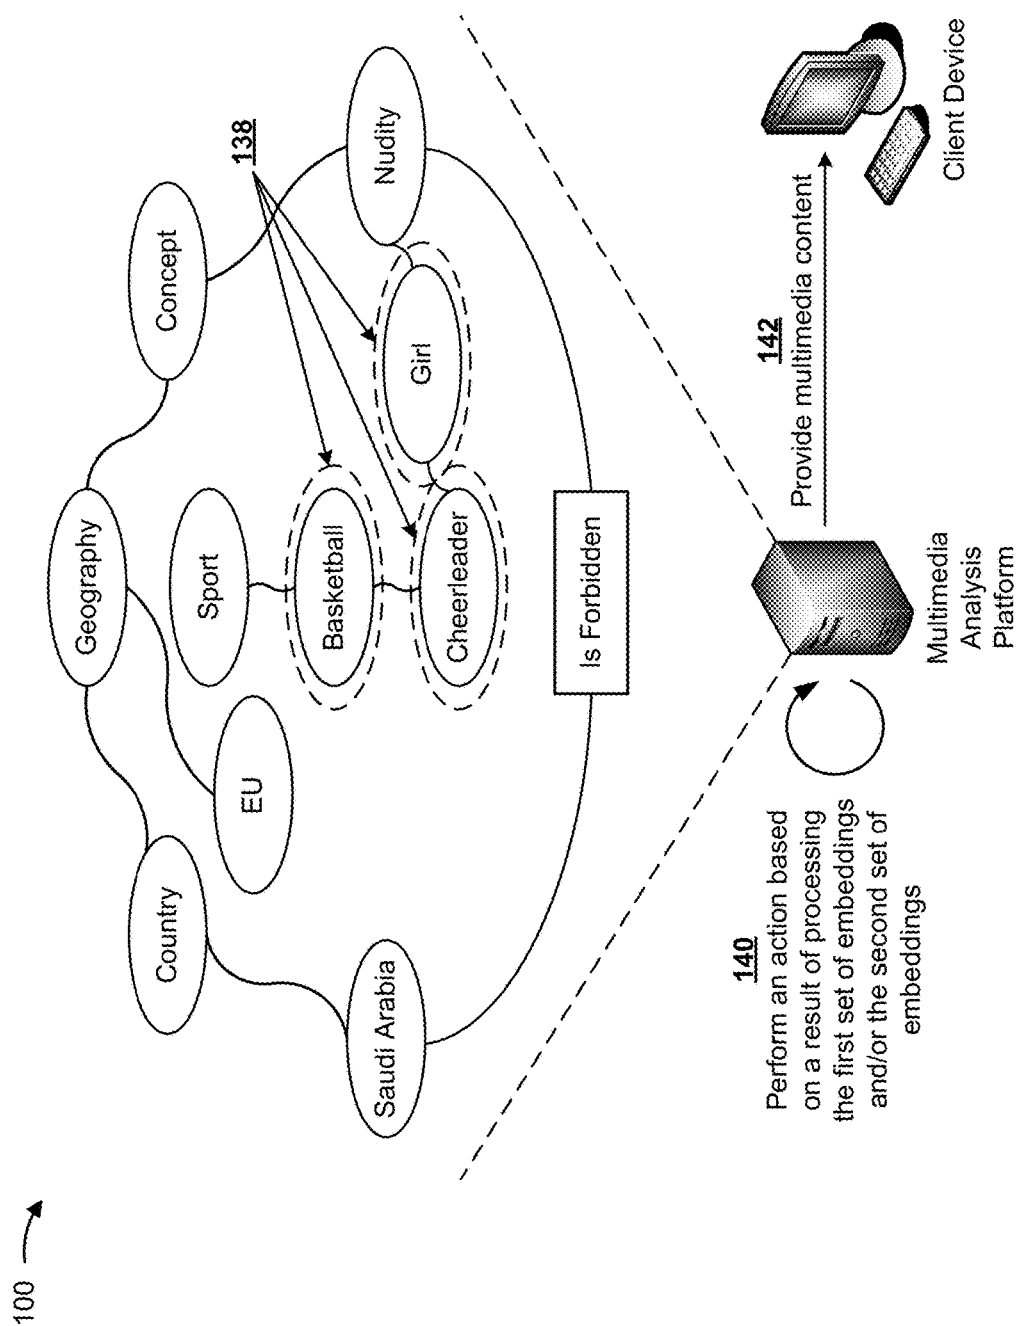 100
Geography
Country
Concept
EU
Sport
138
Saudi Arabia
Basketball
Girl
Nudity
Cheerleader
Is Forbidden
140
Perform an action based
on a result of processing
the first set of embeddings
and/or the second set of
embeddings
Multimedia
Analysis
Platform
142
Provide multimedia content
Client Device